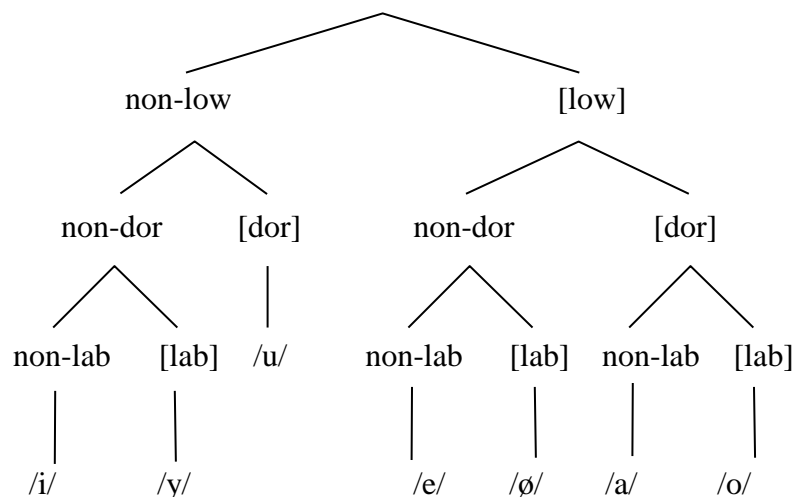 non-low [low]
non-dor [dor] non-dor [dor]
non-lab [lab] /u/ non-lab [lab] non-lab [lab]
/i/ /y/ /e/ /ø/ /a/ /o/